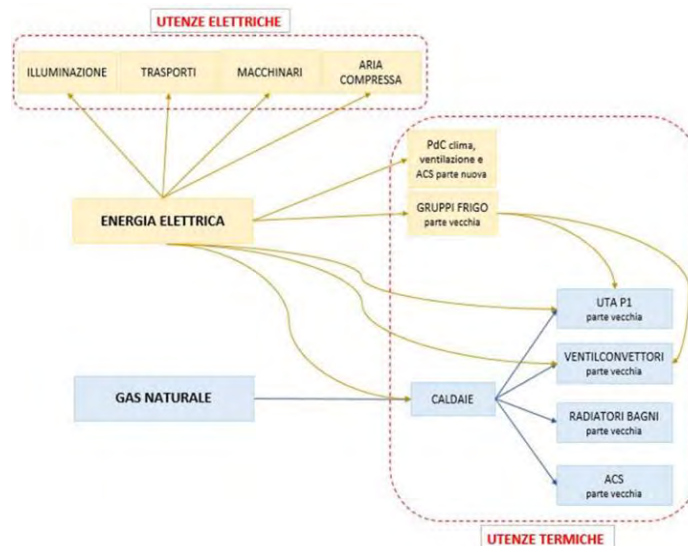 UTENZE ELETTRICHE
ILLUMINAZIONE
TRASPORTI
MACCHINARI
ARIA
COMPRESSA
PdC clima,
ventilazione e
ACS parte nuova
ENERGIA ELETTRICA
GRUPPI FRIGO
parte vecchia
UTA P1
parte vecchia
VENTILCONVETTORI
parte vecchia
GAS NATURALE
CALDAIE
RADIATORI BAGNI
parte vecchia
ACS
parte vecchia
UTENZE TERMICHE